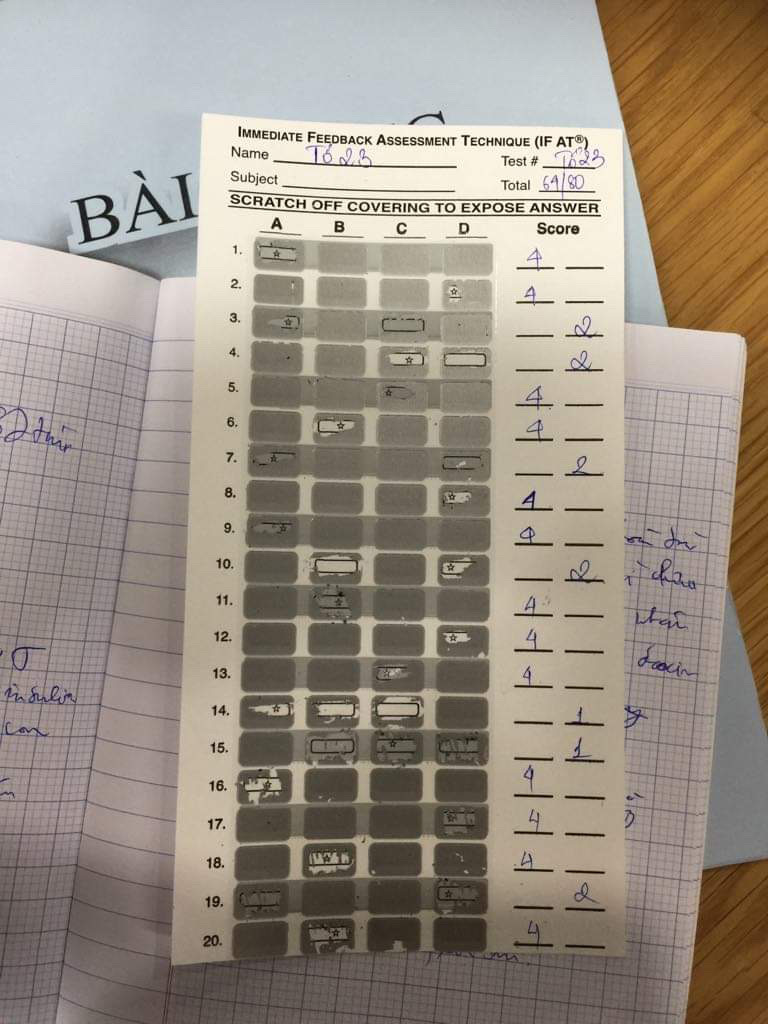 BÀI
IMMEDIATE FEEDBACK ASSESSMENT TECHNIQUE (IF AT®)
Name Tổ 23 Test # Tổ 23
Subject Total 64/80
SCRATCH OFF COVERING TO EXPOSE ANSWER
A B C D Score
1. 4
2. 4
3. 2
4. 2
5. 4
6. 4
7. 2
8. 4
9. 4
10. 2
11. 4
12. 4
13. 4
14. 1
15. 1
16. 4
17. 4
18. 4
19. 2
20. 4
insulin